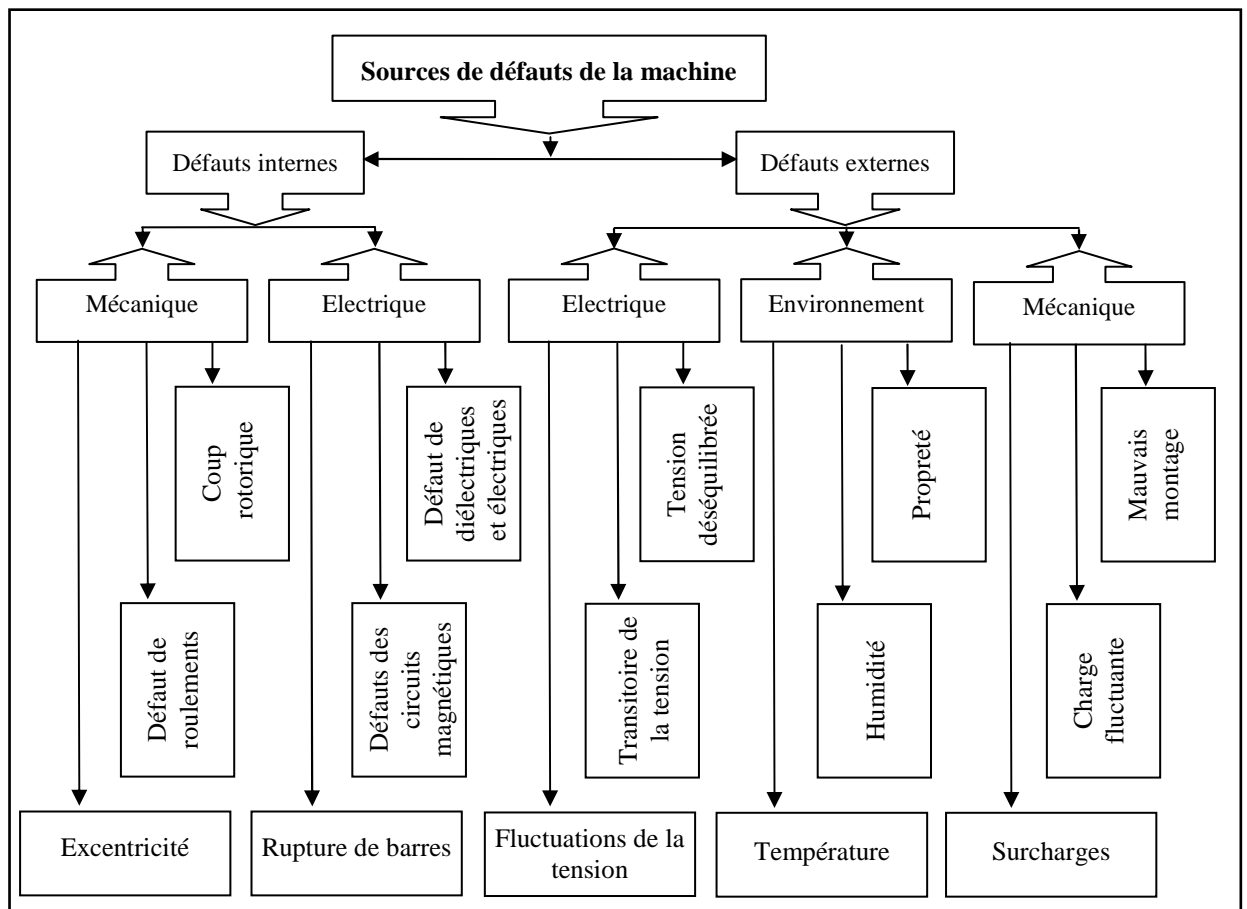 Sources de défauts de la machine
Défauts internes
Défauts externes
Mécanique
Electrique
Electrique
Environnement
Mécanique
Coup
rotorique
Défaut de
diélectriques
et électriques
Tension
déséquilibrée
Propreté
Mauvais
montage
Défaut de
roulements
Défauts des
circuits
magnétiques
Transitoire de
la tension
Humidité
Charge
fluctuante
Excentricité
Rupture de barres
Fluctuations de la
tension
Température
Surcharges